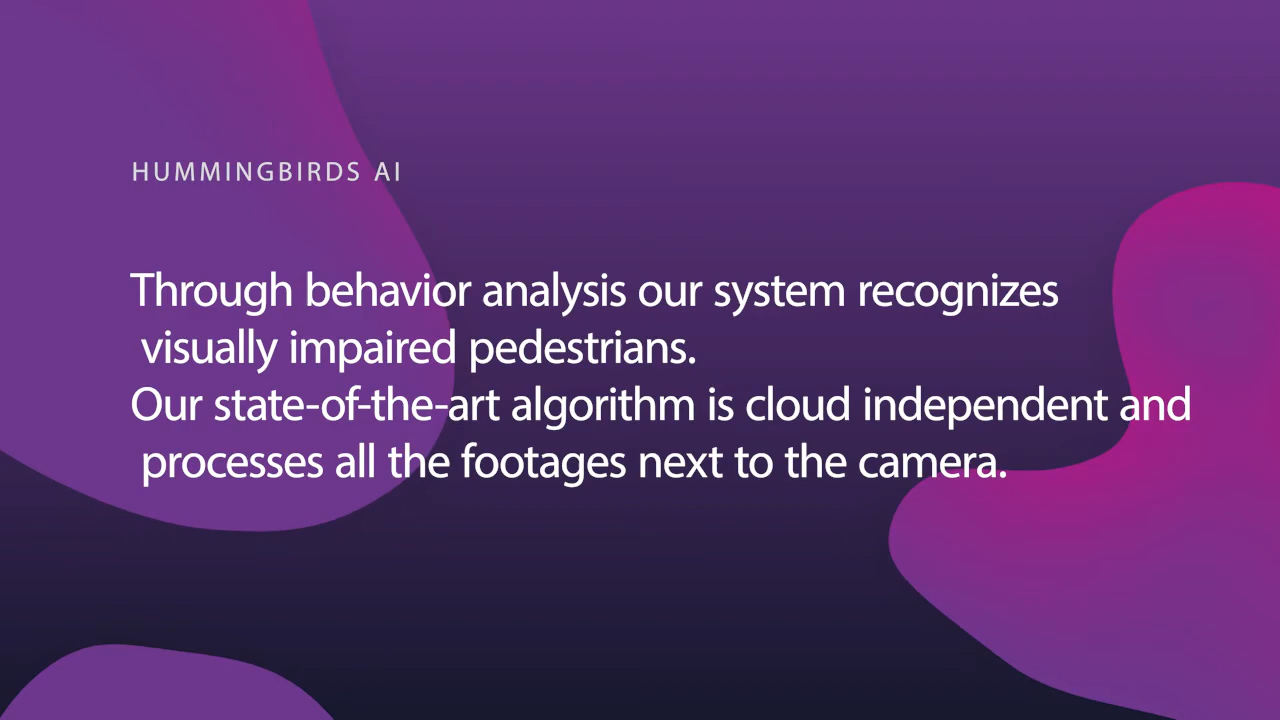 HUMMINGBIRDS AI
Through behavior analysis our system recognizes
visually impaired pedestrians.
Our state-of-the-art algorithm is cloud independent and
processes all the footages next to the camera.